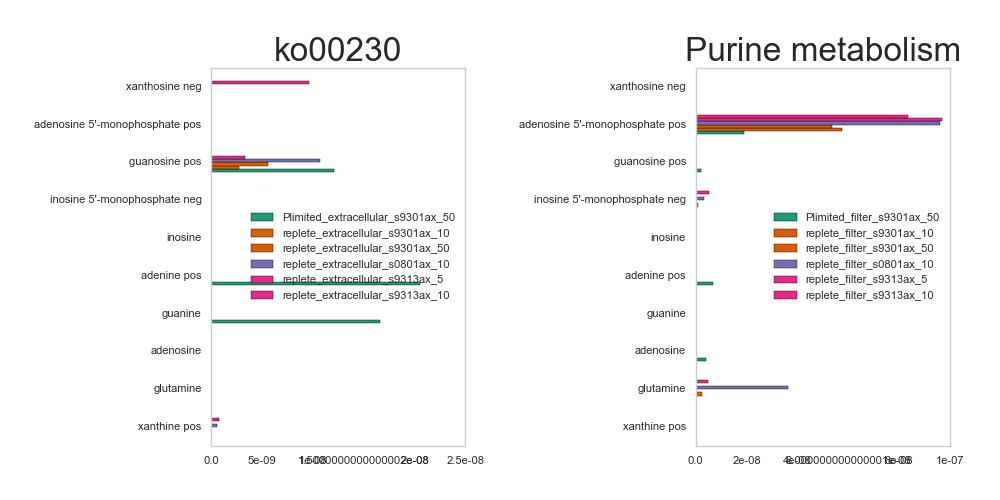 ko00230
xanthosine neg
adenosine 5'-monophosphate pos
guanosine pos
inosine 5'-monophosphate neg
inosine
adenine pos
guanine
adenosine
glutamine
xanthine pos
Plimited_extracellular_s9301ax_50
replete_extracellular_s9301ax_10
replete_extracellular_s9301ax_50
replete_extracellular_s0801ax_10
replete_extracellular_s9313ax_5
replete_extracellular_s9313ax_10
0.0 5e-09 2e-08 2.5e-08
Purine metabolism
xanthosine neg
adenosine 5'-monophosphate pos
guanosine pos
inosine 5'-monophosphate neg
inosine
adenine pos
guanine
adenosine
glutamine
xanthine pos
Plimited_filter_s9301ax_50
replete_filter_s9301ax_10
replete_filter_s9301ax_50
replete_filter_s0801ax_10
replete_filter_s9313ax_5
replete_filter_s9313ax_10
0.0 2e-08 8e-08 1e-07